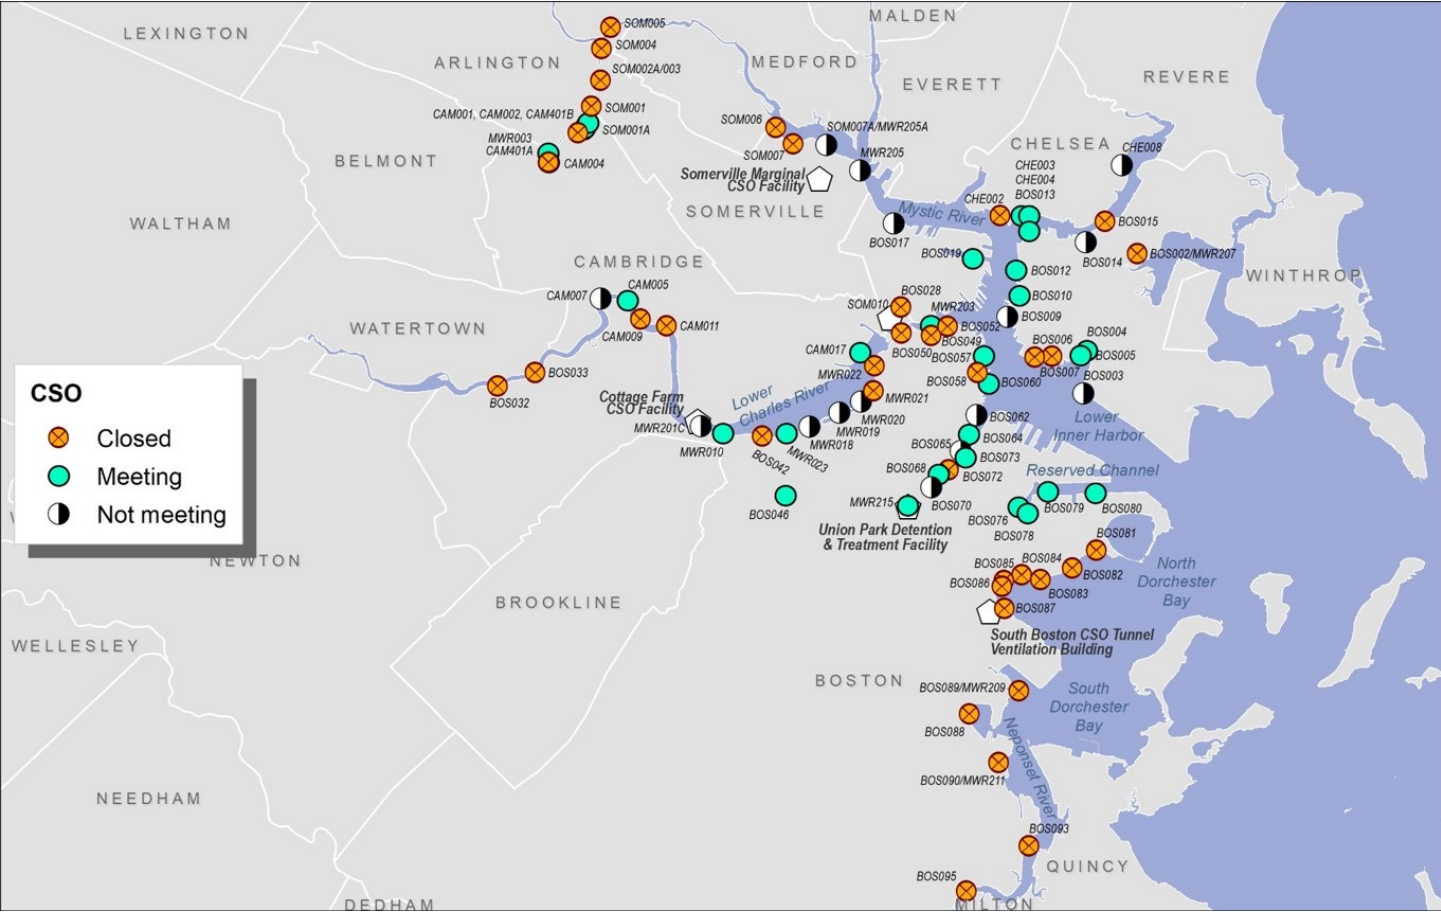 MALDEN
LEXINGTON
SOM005
SOM004
ARLINGTON
MEDFORD
SOM002A/003
REVERE
EVERETT
SOM001
CAM001, CAM002, CAM401B
SOM006
SOM007A/MWR205A
SOM001A
MWR003
CAM401A
CHELSEA
CHE008
SOM007
MWR205
BELMONT
CAM004
CHE003
CHE004
BOS013
Somerville Marginal
CSO Facility
CHE002
SOMERVILLE
Mystic River
WALTHAM
BOS015
BOS017
BOS019
BOS014
BOS002/MWR207
CAMBRIDGE
BOS012
WINTHROP
CAM005
CAM007
BOS028
BOS010
SOM010
MWR203
BOS009
CAM011
WATERTOWN
CAM009
BOS052
BOS004
BOS006
BOS049
CAM017
BOS050
BOS057
BOS005
BOS007
MWR022
BOS033
BOS058
BOS003
BOS060
CSO
Cottage Farm
CSO Facility
Lower
Charles River
MWR021
BOS032
MWR020
BOS062
Lower
Inner Harbor
MWR201C
MWR019
Closed
MWR018
BOS064
BOS065
MWR010
BOS042
MWR023
BOS073
BOS068
Reserved Channel
BOS072
Meeting
MWR215
BOS070
BOS079
BOS080
BOS046
Not meeting
BOS076
Union Park Detention
& Treatment Facility
BOS078
BOS081
NEWTON
BOS084
BOS085
North
Dorchester
Bay
BOS086
BOS082
BOS083
BROOKLINE
BOS087
WELLESLEY
South Boston CSO Tunnel
Ventilation Building
BOSTON
BOS089/MWR209
South
Dorchester
Bay
BOS088
Neponset River
BOS090/MWR211
NEEDHAM
BOS093
QUINCY
BOS095
DEDHAM
MILTON